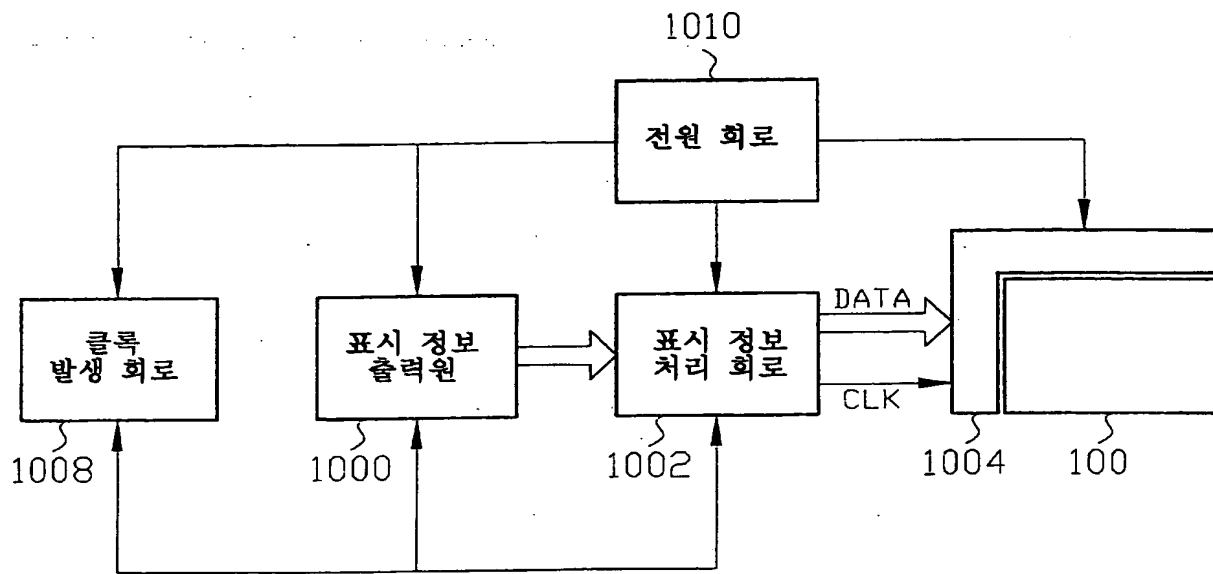 1010
전원 회로
클록
발생 회로
표시 정보
출력원
표시 정보
처리 회로
DATA
CLK
1008
1000
1002
1004
100